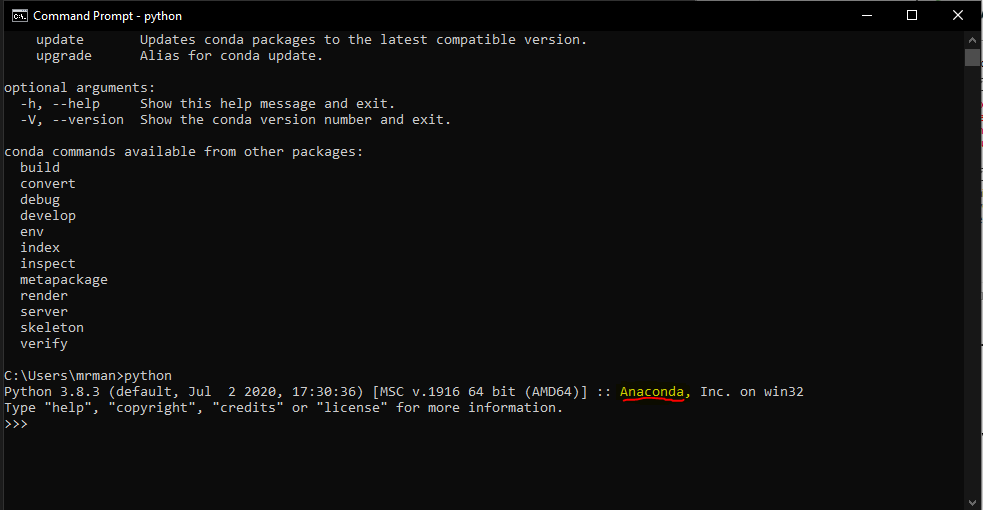 Command Prompt - python
update       Updates conda packages to the latest compatible version.
upgrade      Alias for conda update.
optional arguments:
-h, --help     Show this help message and exit.
-V, --version  Show the conda version number and exit.
conda commands available from other packages:
build
convert
debug
develop
env
index
inspect
metapackage
render
server
skeleton
verify
C:\Users\mrman>python
Python 3.8.3 (default, Jul  2 2020, 17:30:36) [MSC v.1916 64 bit (AMD64)] :: Anaconda, Inc. on win32
Type "help", "copyright", "credits" or "license" for more information.
>>>